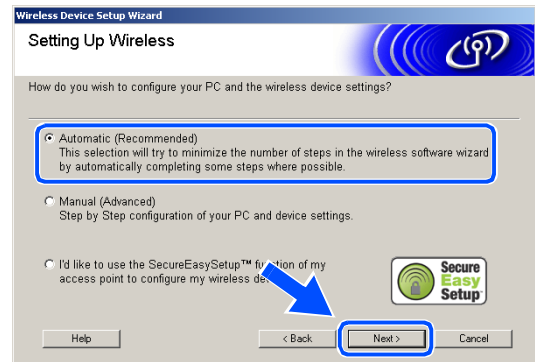 Wireless Device Setup Wizard
Setting Up Wireless
How do you wish to configure your PC and the wireless device settings?
Automatic (Recommended)
This selection will try to minimize the number of steps in the wireless software wizard
by automatically completing some steps where possible.
Manual (Advanced)
Step by Step configuration of your PC and device settings.
I'd like to use the SecureEasySetup™ function of my
access point to configure my wireless
Secure
Easy
Setup
Help
< Back
Next >
Cancel